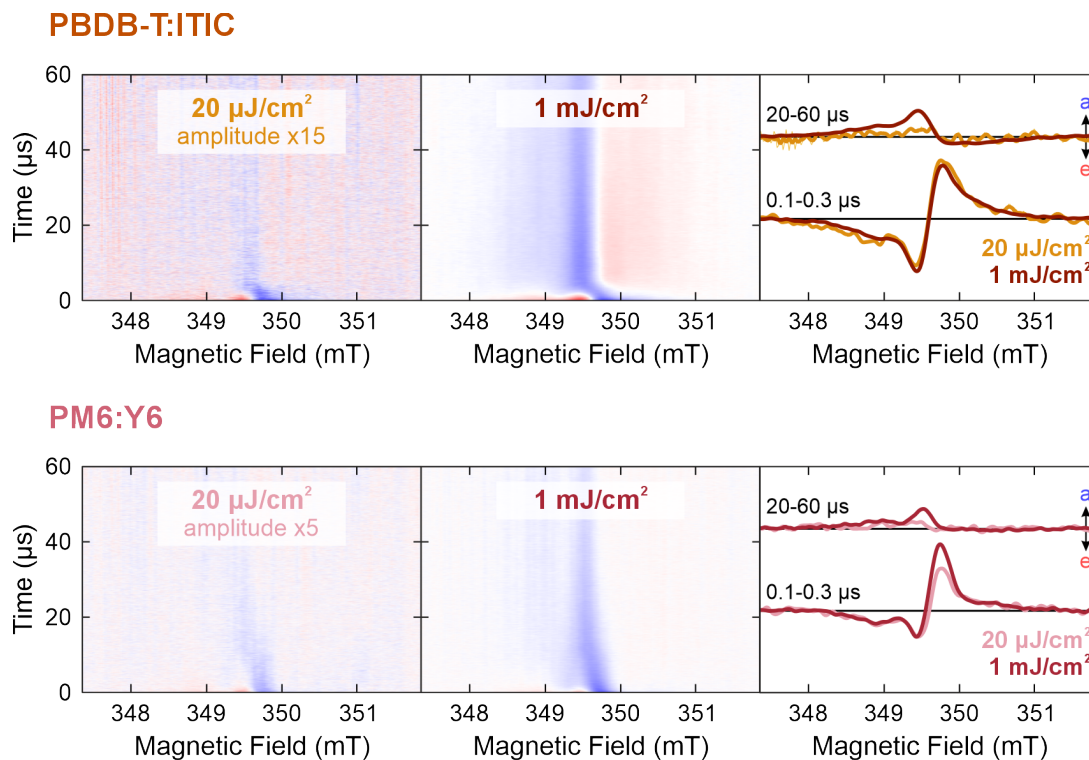 PBDB-T:ITIC
20 µJ/cm²
amplitude x15
1 mJ/cm²
20-60 µs
a
e
0.1-0.3 µs
20 µJ/cm²
1 mJ/cm²
60
40
20
0
Time (µs)
348 349 350 351
348 349 350 351
348 349 350 351
Magnetic Field (mT)
Magnetic Field (mT)
Magnetic Field (mT)
PM6:Y6
20 µJ/cm²
amplitude x5
1 mJ/cm²
20-60 µs
a
e
0.1-0.3 µs
20 µJ/cm²
1 mJ/cm²
60
40
20
0
Time (µs)
348 349 350 351
348 349 350 351
348 349 350 351
Magnetic Field (mT)
Magnetic Field (mT)
Magnetic Field (mT)